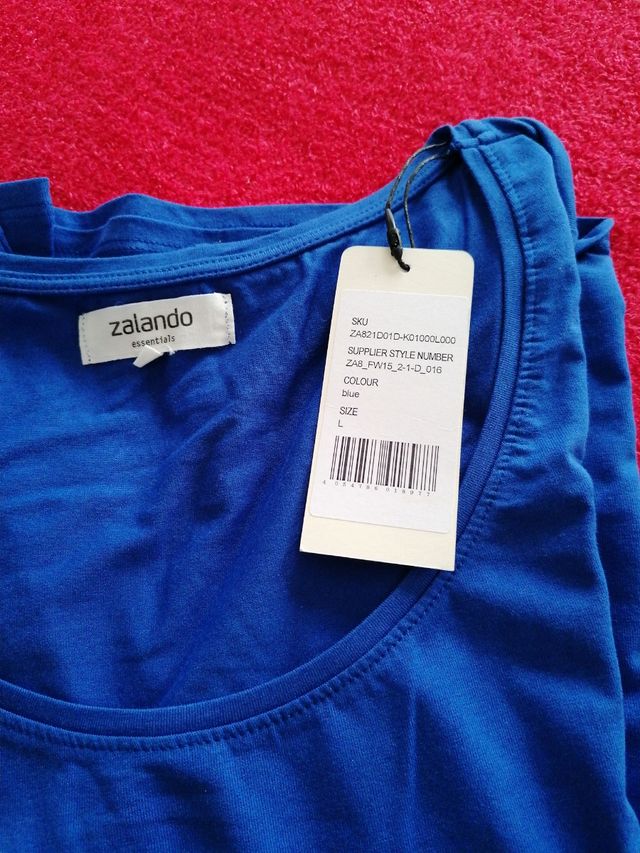 zalando
essentials
SKU
ZA821D01D-K01000L000
SUPPLIER STYLE NUMBER
ZA8_FW15_2-1-D_016
COLOUR
blue
SIZE
L